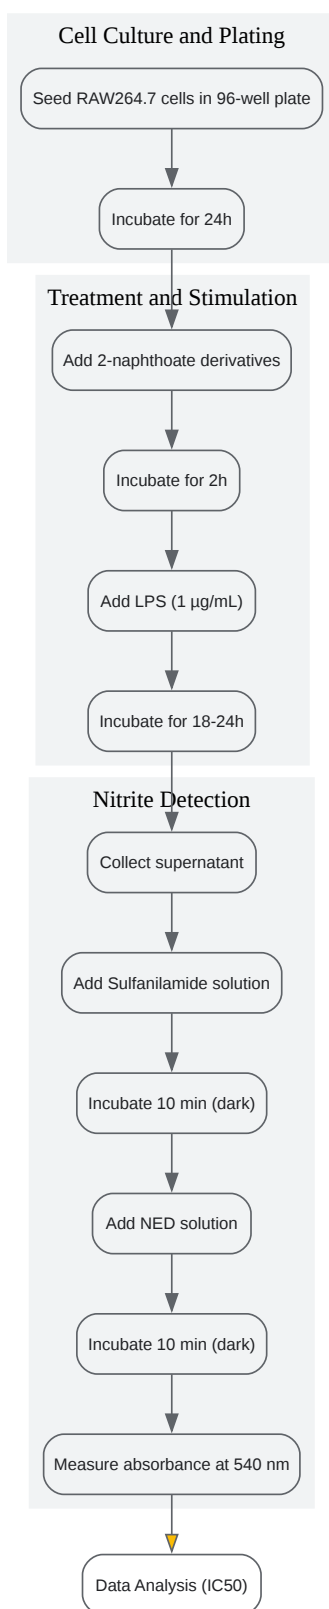 Cell Culture and Plating
Seed RAW264.7 cells in 96-well plate
Incubate for 24h
Treatment and Stimulation
Add 2-naphthoate derivatives
Incubate for 2h
Add LPS (1 µg/mL)
Incubate for 18-24h
Nitrite Detection
Collect supernatant
Add Sulfanilamide solution
Incubate 10 min (dark)
Add NED solution
Incubate 10 min (dark)
Measure absorbance at 540 nm
Data Analysis (IC50)